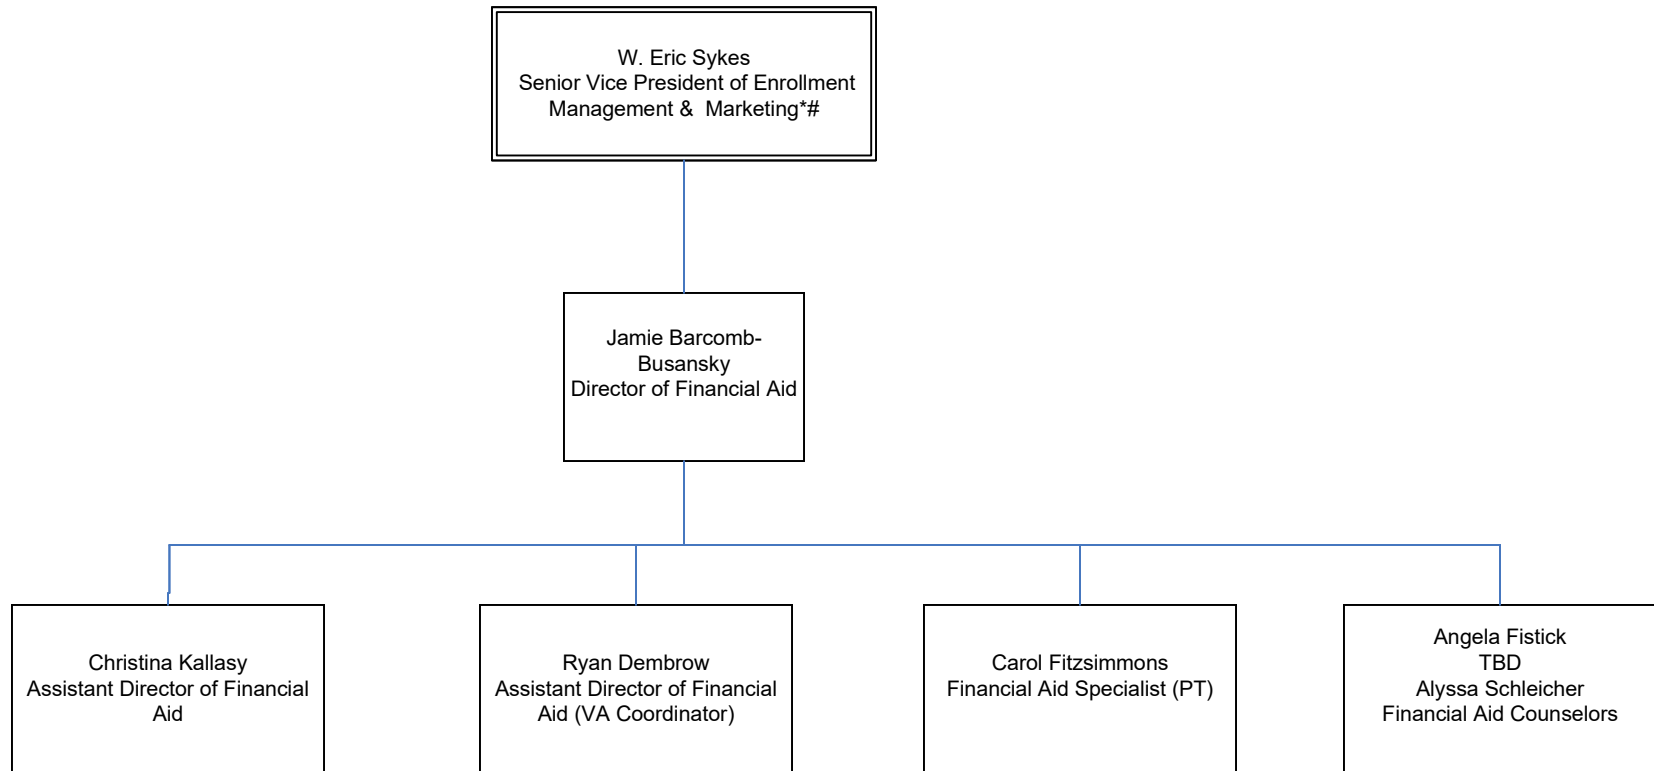 W. Eric Sykes
Senior Vice President of Enrollment
Management &  Marketing*#
Jamie Barcomb-
Busansky
Director of Financial Aid
Christina Kallasy
Assistant Director of Financial
Aid
Ryan Dembrow
Assistant Director of Financial
Aid (VA Coordinator)
Carol Fitzsimmons
Financial Aid Specialist (PT)
Angela Fistick
TBD
Alyssa Schleicher
Financial Aid Counselors